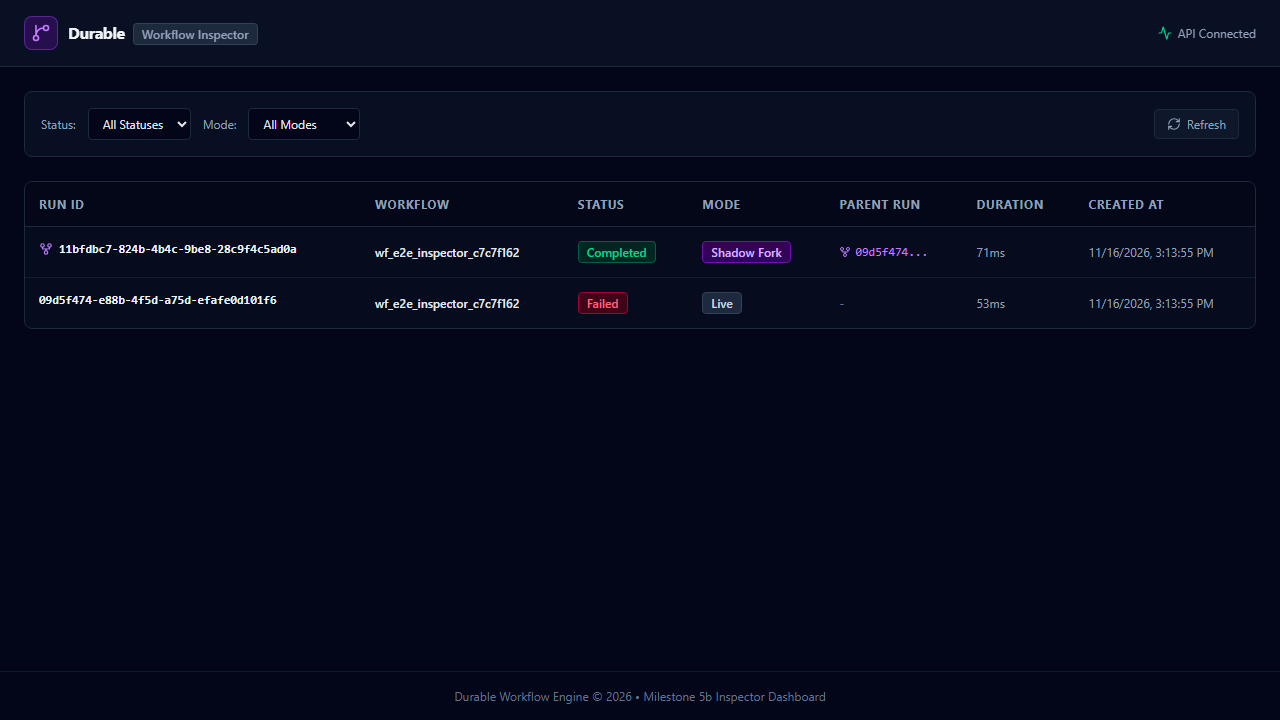 Durable Workflow Inspector API Connected
Status: All Statuses Mode: All Modes Refresh
RUN ID WORKFLOW STATUS MODE PARENT RUN DURATION CREATED AT
11bfdbc7-824b-4b4c-9be8-28c9f4c5ad0a wf_e2e_inspector_c7c7f162 Completed Shadow Fork 09d5f474... 71ms 11/16/2026, 3:13:55 PM
09d5f474-e88b-4f5d-a75d-efafe0d101f6 wf_e2e_inspector_c7c7f162 Failed Live - 53ms 11/16/2026, 3:13:55 PM
Durable Workflow Engine © 2026 • Milestone 5b Inspector Dashboard